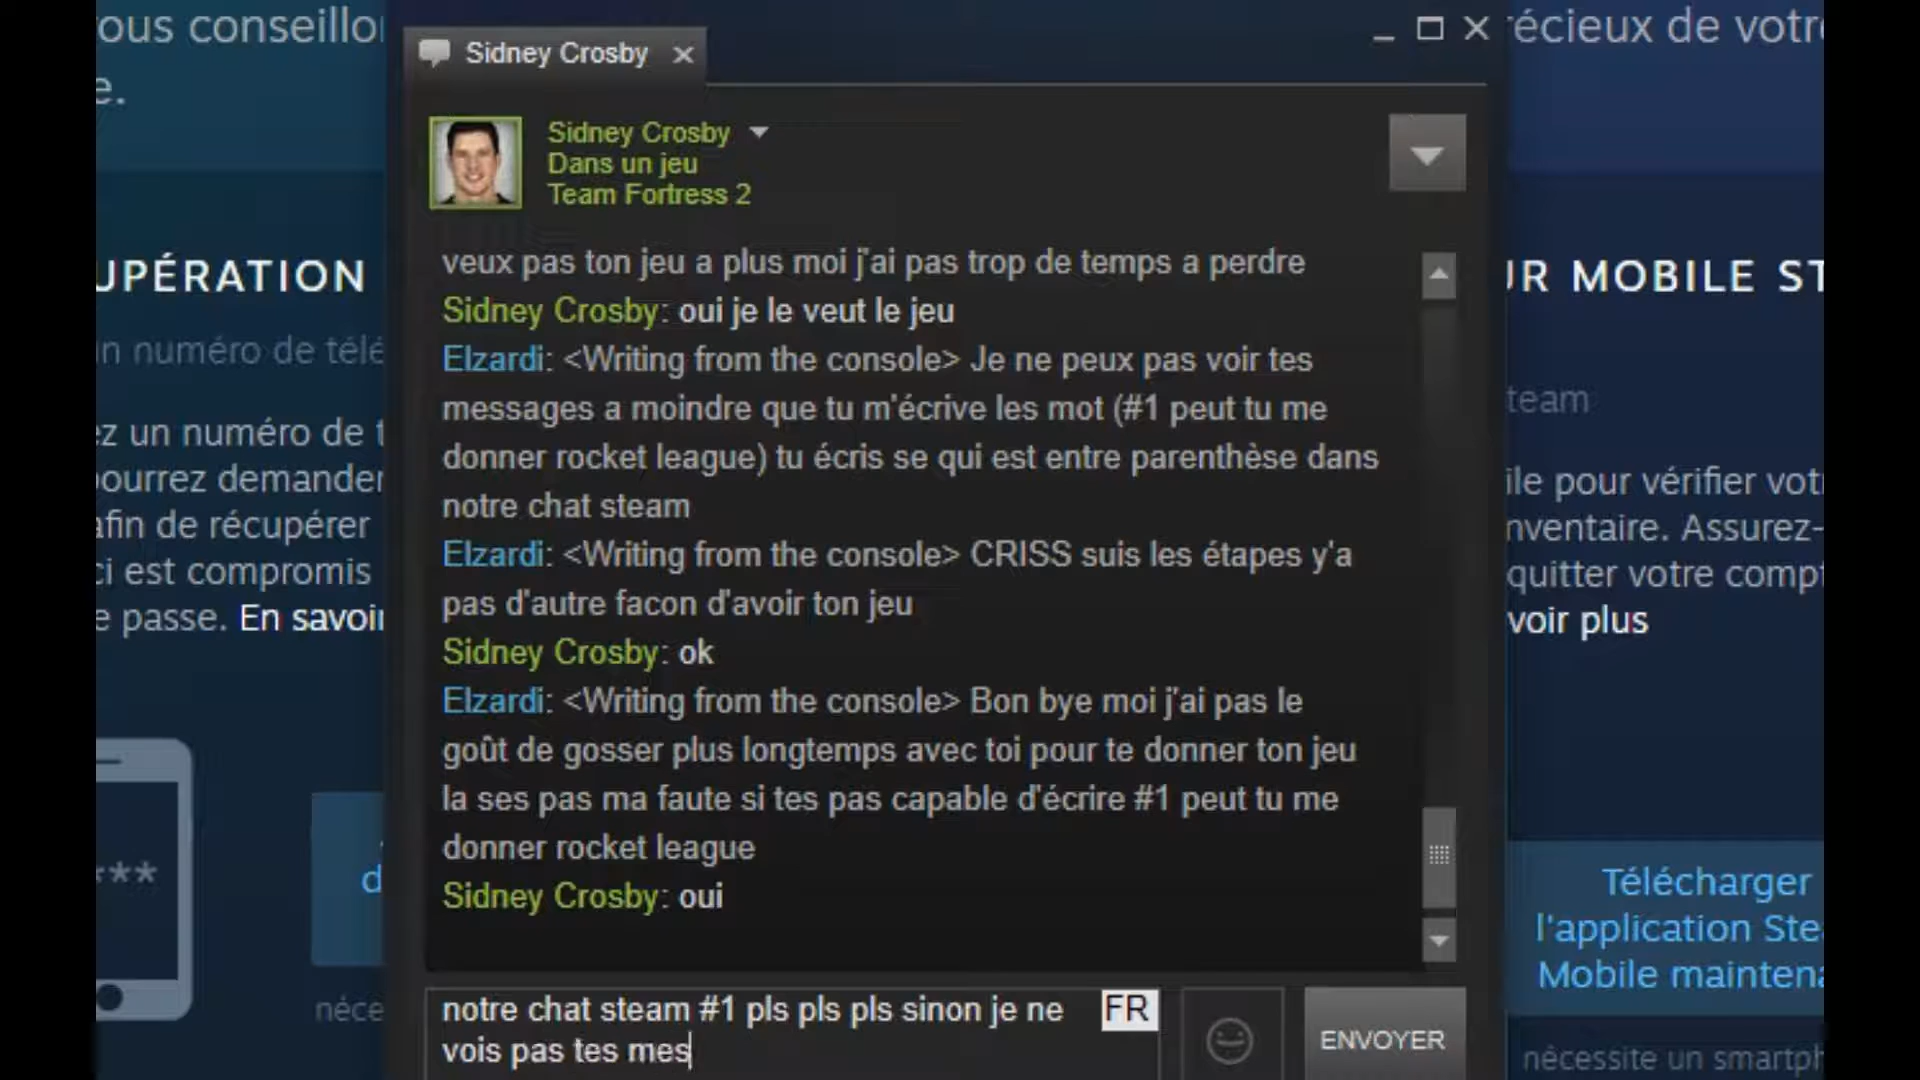 ous conseillo
récieux de votr
e.
Sidney Crosby
Sidney Crosby
Dans un jeu
Team Fortress 2
veux pas ton jeu a plus moi j'ai pas trop de temps a perdre
Sidney Crosby: oui je le veut le jeu
Elzardi: <Writing from the console> Je ne peux pas voir tes
messages a moindre que tu m'écrive les mot (#1 peut tu me
donner rocket league) tu écris se qui est entre parenthèse dans
notre chat steam
Elzardi: <Writing from the console> CRISS suis les étapes y'a
pas d'autre facon d'avoir ton jeu
Sidney Crosby: ok
Elzardi: <Writing from the console> Bon bye moi j'ai pas le
goût de gosser plus longtemps avec toi pour te donner ton jeu
la ses pas ma faute si tes pas capable d'écrire #1 peut tu me
donner rocket league
Sidney Crosby: oui
notre chat steam #1 pls pls pls sinon je ne
vois pas tes mes
FR
ENVOYER
UPÉRATION
n numéro de télé
ez un numéro de t
pourrez demander
afin de récupérer
ci est compromis
e passe. En savoir
***
d
néce
UR MOBILE ST
team
ile pour vérifier vot
nventaire. Assurez-
quitter votre compt
voir plus
Télécharger
l'application Ste
Mobile mainten
nécessite un smartph